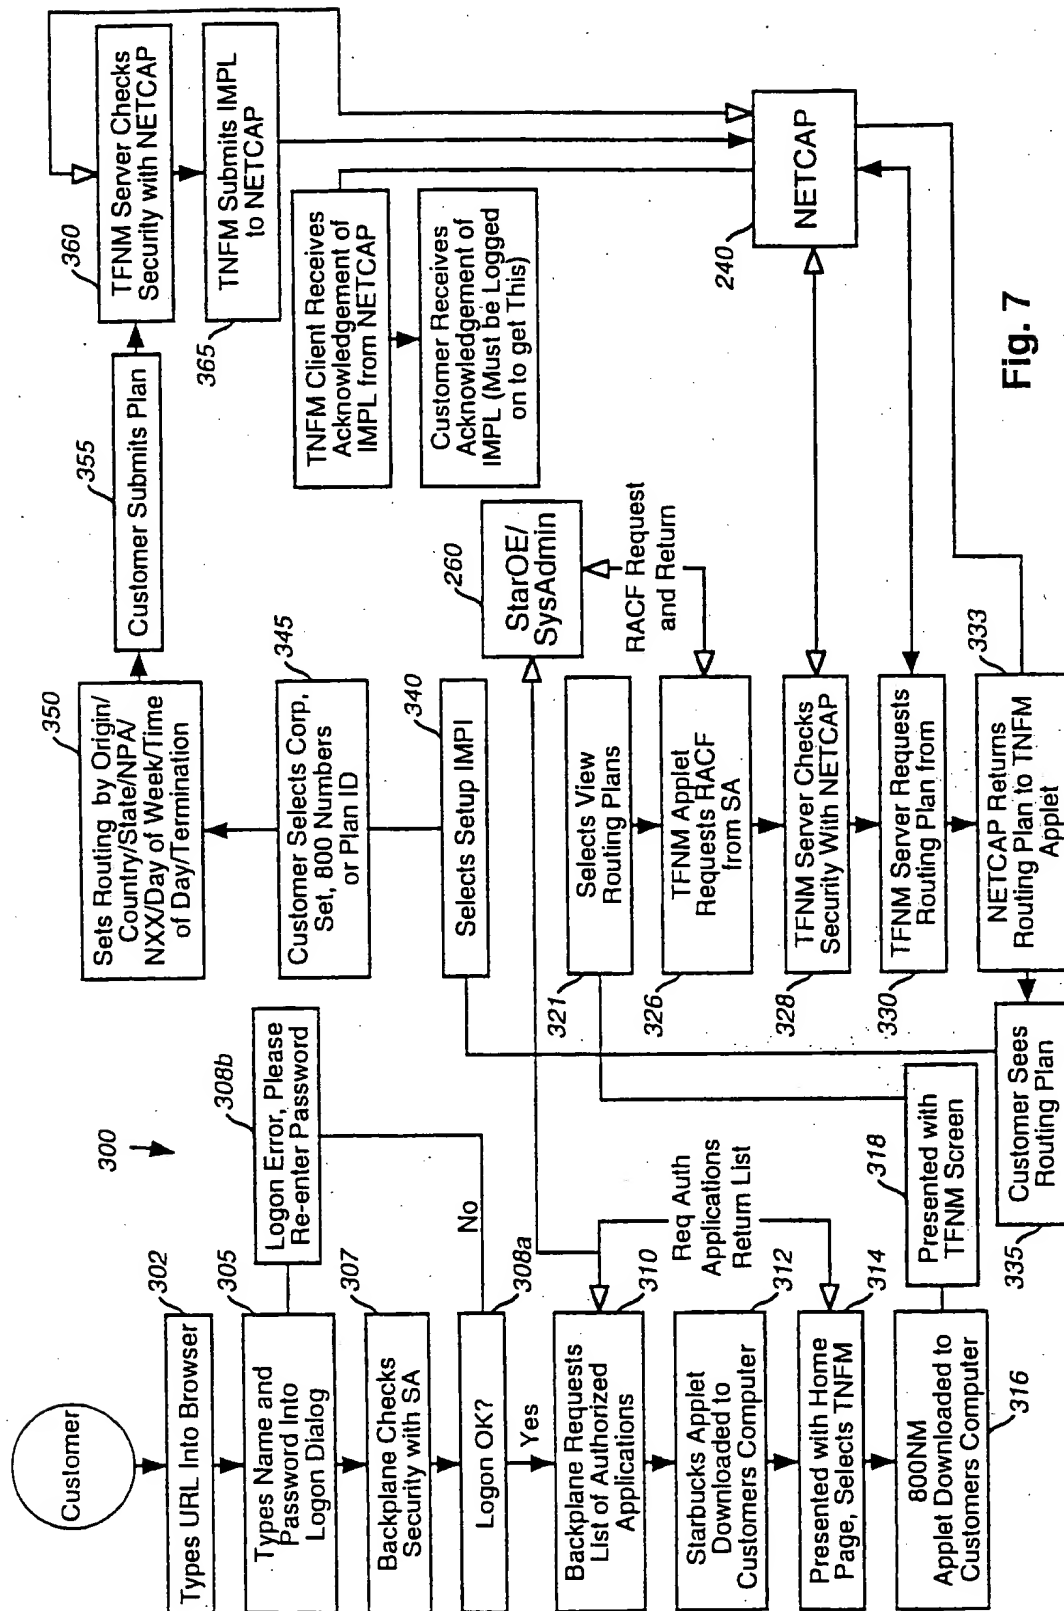 300
Customer
302
Types URL Into Browser
305
Types Name and
Password Into
Logon Dialog
307
Backplane Checks
Security with SA
308a
Logon OK?
No
308b
Logon Error, Please
Re-enter Password
Yes
310
Backplane Requests
List of Authorized
Applications
Req Auth
Applications
Return List
312
Starbucks Applet
Downloaded to
Customers Computer
314
Presented with Home
Page, Selects TNFM
316
800NM
Applet Downloaded to
Customers Computer
318
Presented with
TFNM Screen
321
Selects View
Routing Plans
326
TFNM Applet
Requests RACF
from SA
260
StarOE/
SysAdmin
RACF Request
and Return
328
TFNM Server Checks
Security With NETCAP
330
TFNM Server Requests
Routing Plan from
333
NETCAP Returns
Routing Plan to TNFM
Applet
335
Customer Sees
Routing Plan
340
Selects Setup IMPI
345
Customer Selects Corp,
Set, 800 Numbers
or Plan ID
350
Sets Routing by Origin/
Country/State/NPA/
NXX/Day of Week/Time
of Day/Termination
355
Customer Submits Plan
360
TFNM Server Checks
Security with NETCAP
365
TNFM Submits IMPL
to NETCAP
TNFM Client Receives
Acknowledgement of
IMPL from NETCAP
Customer Receives
Acknowledgement of
IMPL (Must be Logged
on to get This)
240
NETCAP
Fig. 7